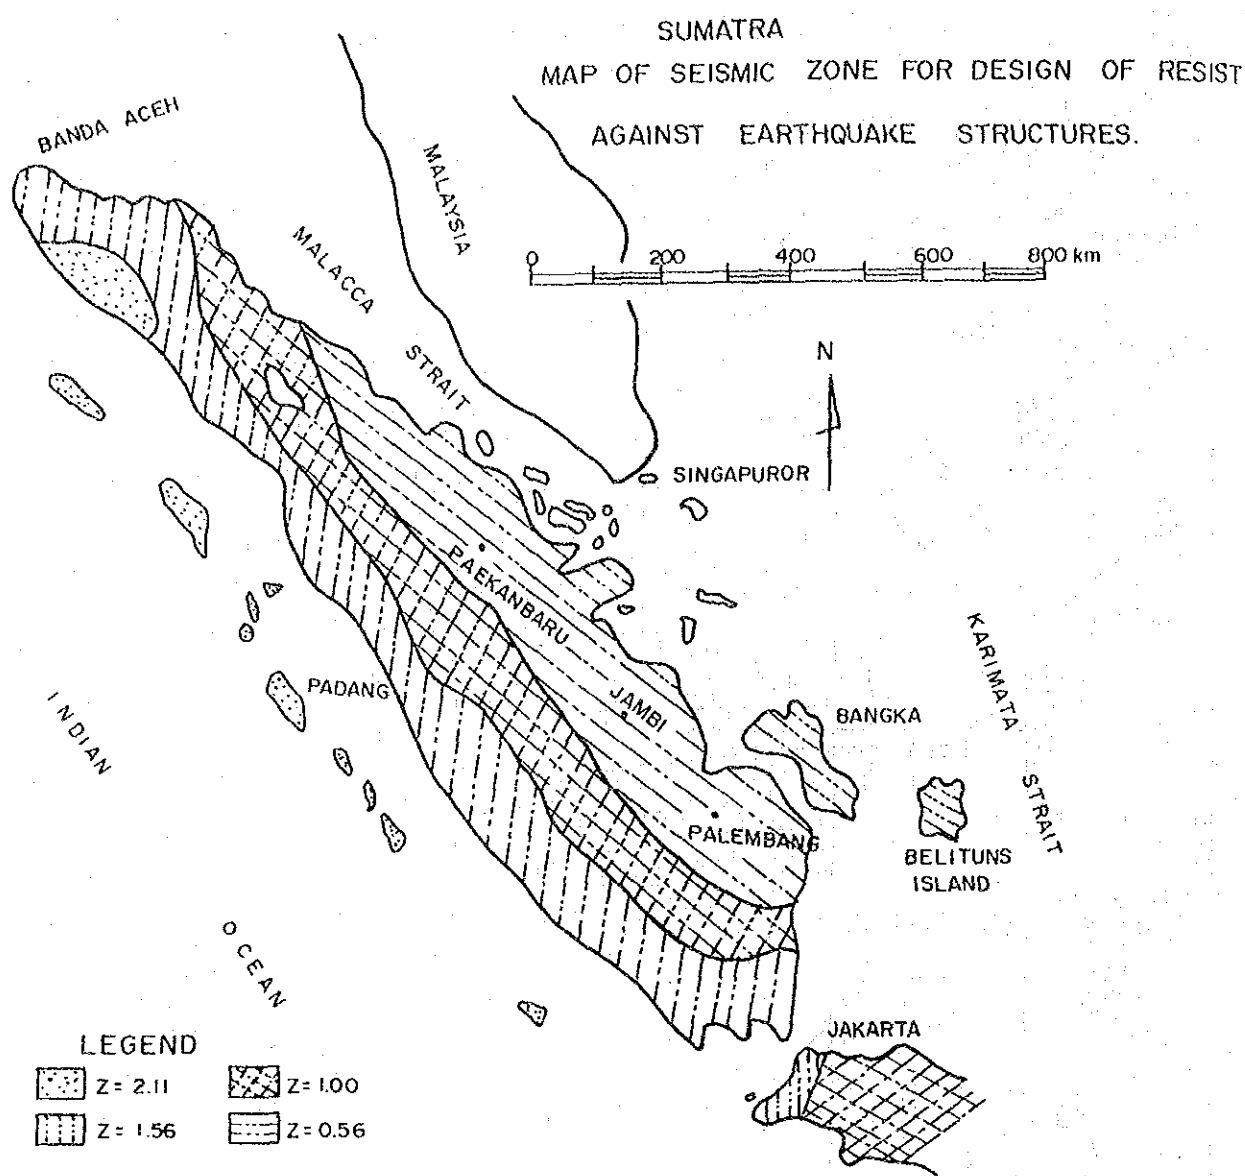 SUMATRA
MAP OF SEISMIC ZONE FOR DESIGN OF RESIST
AGAINST EARTHQUAKE STRUCTURES.
BANDA ACEH
MALAYSIA
MALACCA
STRAIT
0 200 400 600 800 km
N
SINGAPUROR
PAEKANBARU
PADANG
JAMBI
BANGKA
KARIMATA
STRAIT
PALEMBANG
BELITUNS
ISLAND
INDIAN
OCEAN
JAKARTA
LEGEND
Z = 2.11
Z = 1.00
Z = 1.56
Z = 0.56